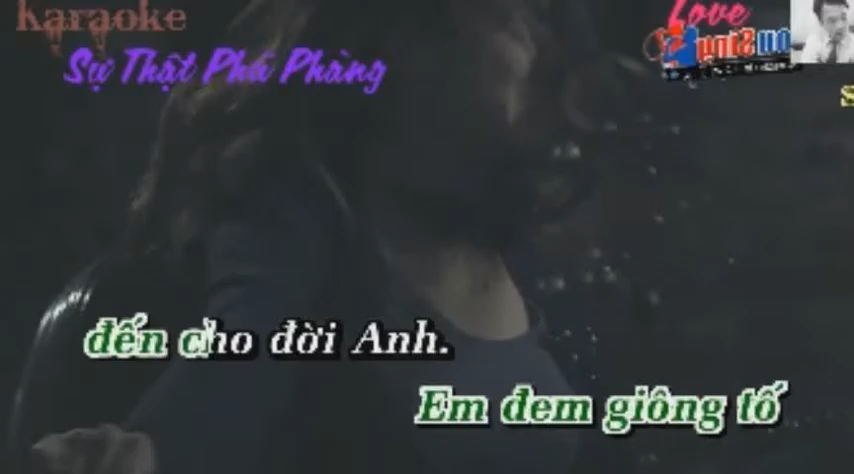 karaoke
Love
Sự Thật Phũ Phàng
đến cho đời Anh.
Em đem giông tố